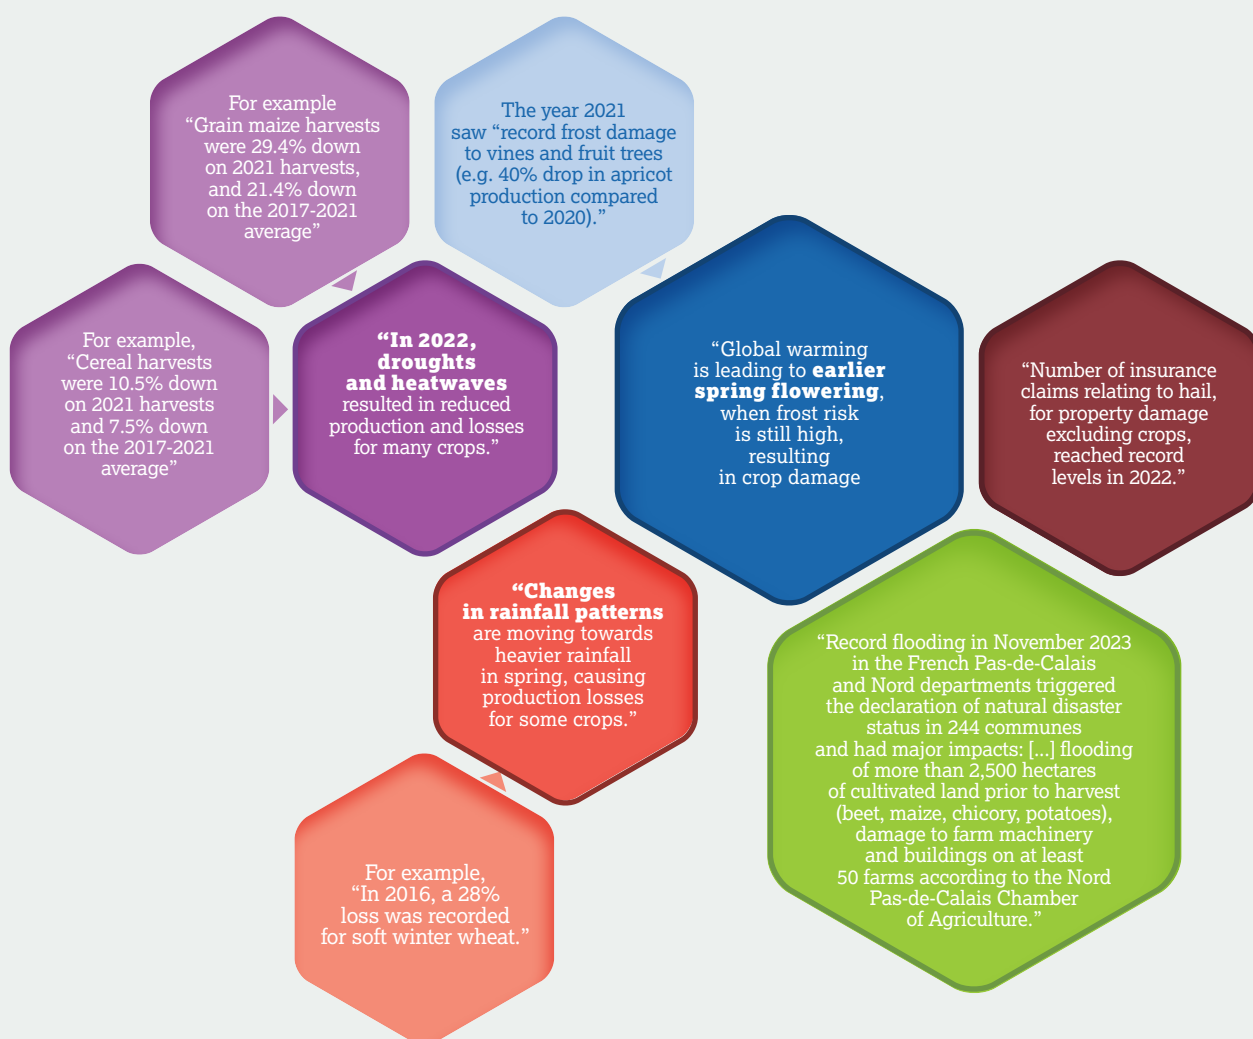 For example
“Grain maize harvests
were 29.4% down
on 2021 harvests,
and 21.4% down
on the 2017-2021
average”
The year 2021
saw “record frost damage
to vines and fruit trees
(e.g. 40% drop in apricot
production compared
to 2020).”
For example,
“Cereal harvests
were 10.5% down
on 2021 harvests
and 7.5% down
on the 2017-2021
average”
“In 2022,
droughts
and heatwaves
resulted in reduced
production and losses
for many crops.”
“Global warming
is leading to earlier
spring flowering,
when frost risk
is still high,
resulting
in crop damage
“Number of insurance
claims relating to hail,
for property damage
excluding crops,
reached record
levels in 2022.”
“Changes
in rainfall patterns
are moving towards
heavier rainfall
in spring, causing
production losses
for some crops.”
“Record flooding in November 2023
in the French Pas-de-Calais
and Nord departments triggered
the declaration of natural disaster
status in 244 communes
and had major impacts: [...] flooding
of more than 2,500 hectares
of cultivated land prior to harvest
(beet, maize, chicory, potatoes),
damage to farm machinery
and buildings on at least
50 farms according to the Nord
Pas-de-Calais Chamber
of Agriculture.”
For example,
“In 2016, a 28%
loss was recorded
for soft winter wheat.”